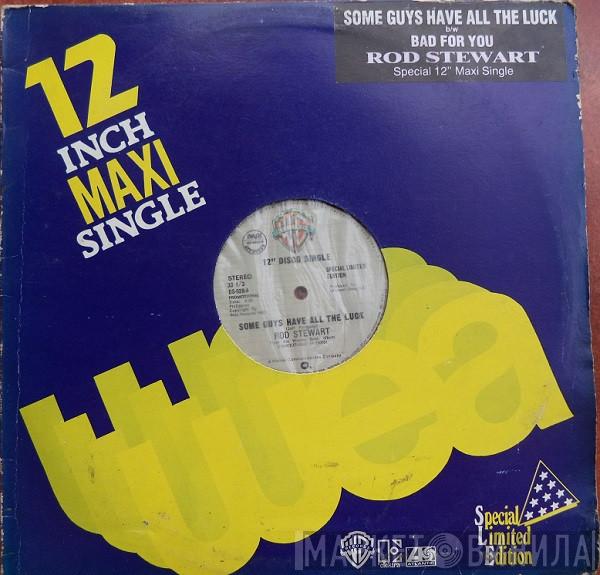 SOME GUYS HAVE ALL THE LUCK
b/w
BAD FOR YOU
ROD STEWART
Special 12" Maxi Single
12
INCH
MAXI
SINGLE
12" DISCO SINGLE
STEREO
33 1/3
PROMOTIONAL
SPECIAL LIMITED
EDITION
SOME GUYS HAVE ALL THE LUCK
ROD STEWART
wea
Special
Limited
Edition
ATLANTIC